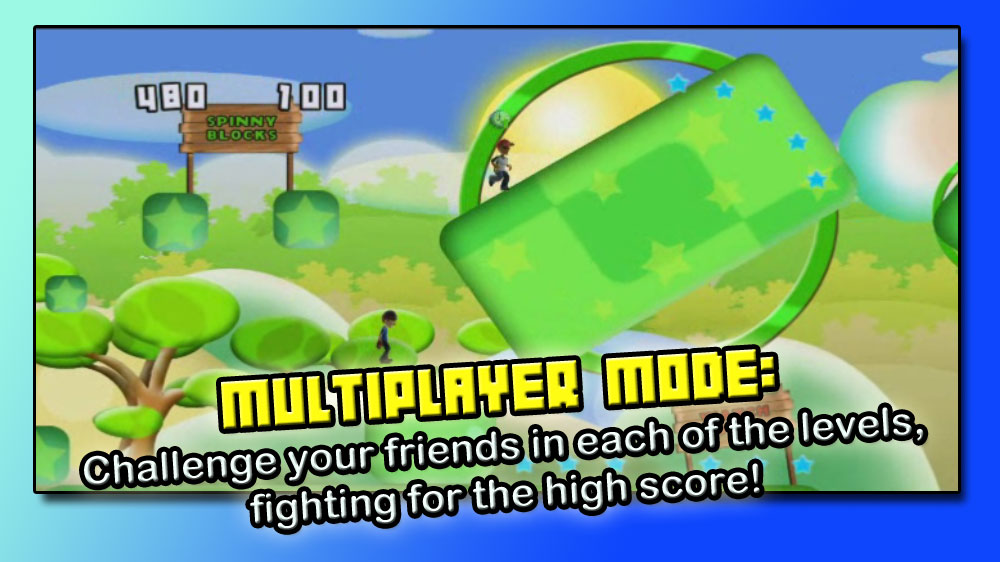 480 100
SPINNY
BLOCKS
MULTIPLAYER MODE:
Challenge your friends in each of the levels,
fighting for the high score!